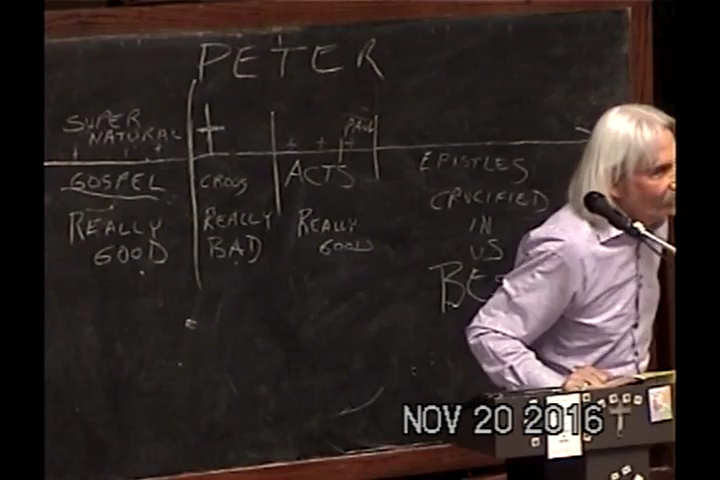 PETER
SUPER
NATURAL
PAUL
GOSPEL
CROSS
ACTS
EPISTLES
REALLY
GOOD
REALLY
BAD
REALLY
GOOD
CRUCIFIED
IN
US
NOV 20 2016